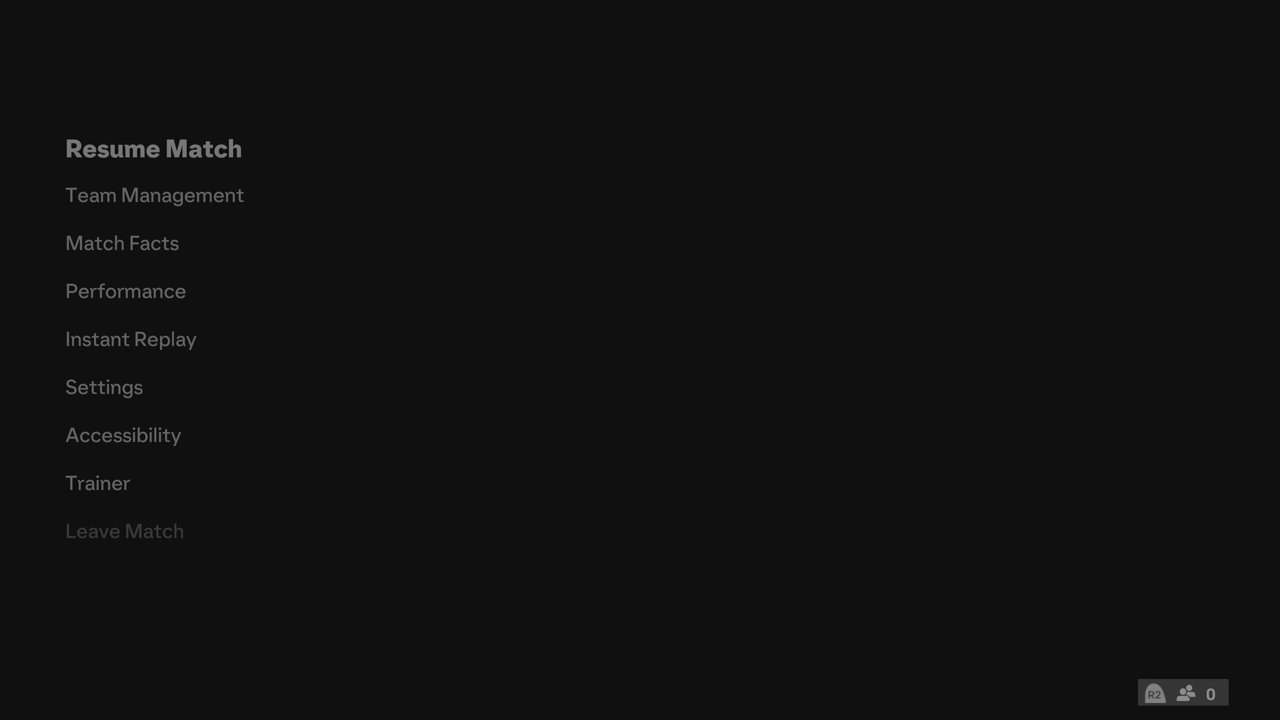 Resume Match
Team Management
Match Facts
Performance
Instant Replay
Settings
Accessibility
Trainer
Leave Match
R2 0